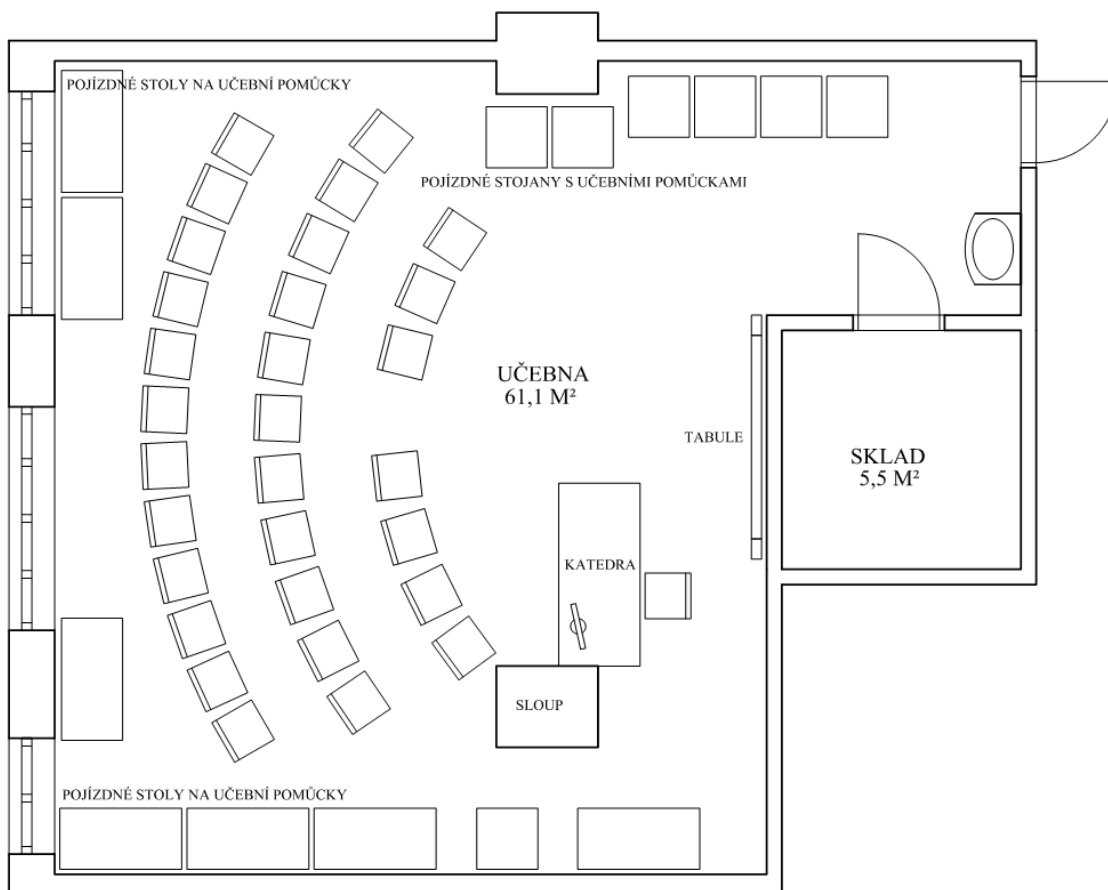 POJÍZDNÉ STOLY NA UČEBNÍ POMŮCKY
POJÍZDNÉ STOJANY S UČEBNÍMI POMŮCKAMI
UČEBNA
61,1 M²
TABULE
SKLAD
5,5 M²
KATEDRA
SLOUP
POJÍZDNÉ STOLY NA UČEBNÍ POMŮCKY